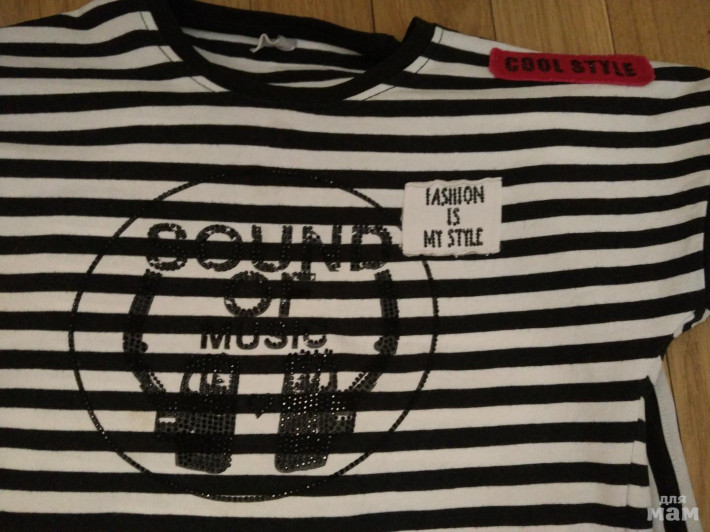 COOL STYLE
FASHION
IS
MY STYLE
SOUND
OF
MUSIC
для
мам